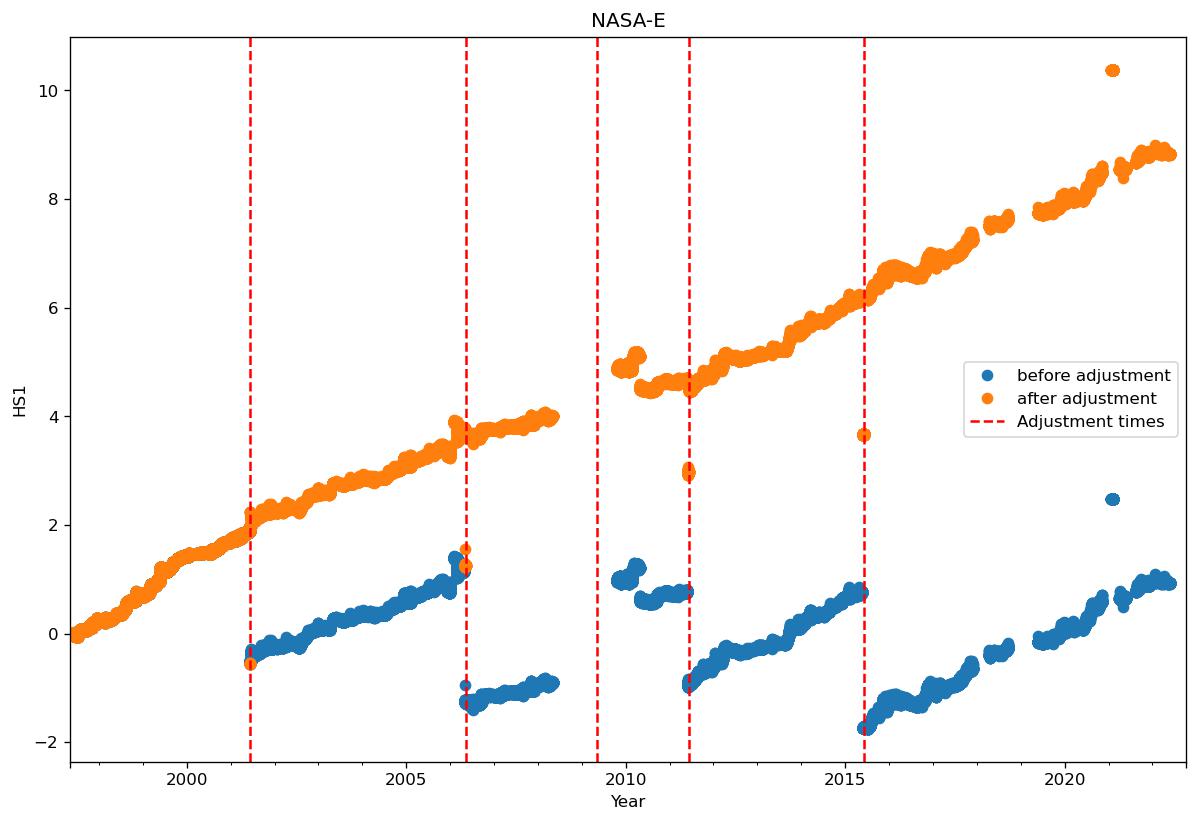 NASA-E
HS1
10
8
6
4
2
0
−2
before adjustment
after adjustment
Adjustment times
2000
2005
2010
2015
2020
Year